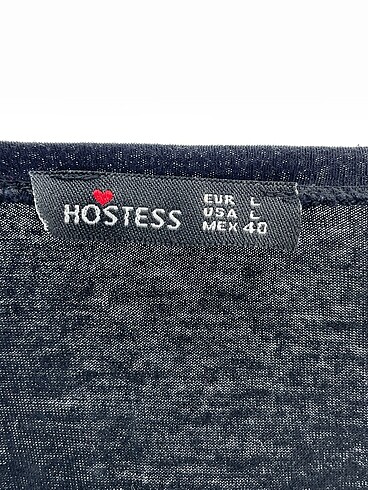 HOSTESS
EUR L
USA L
MEX 40